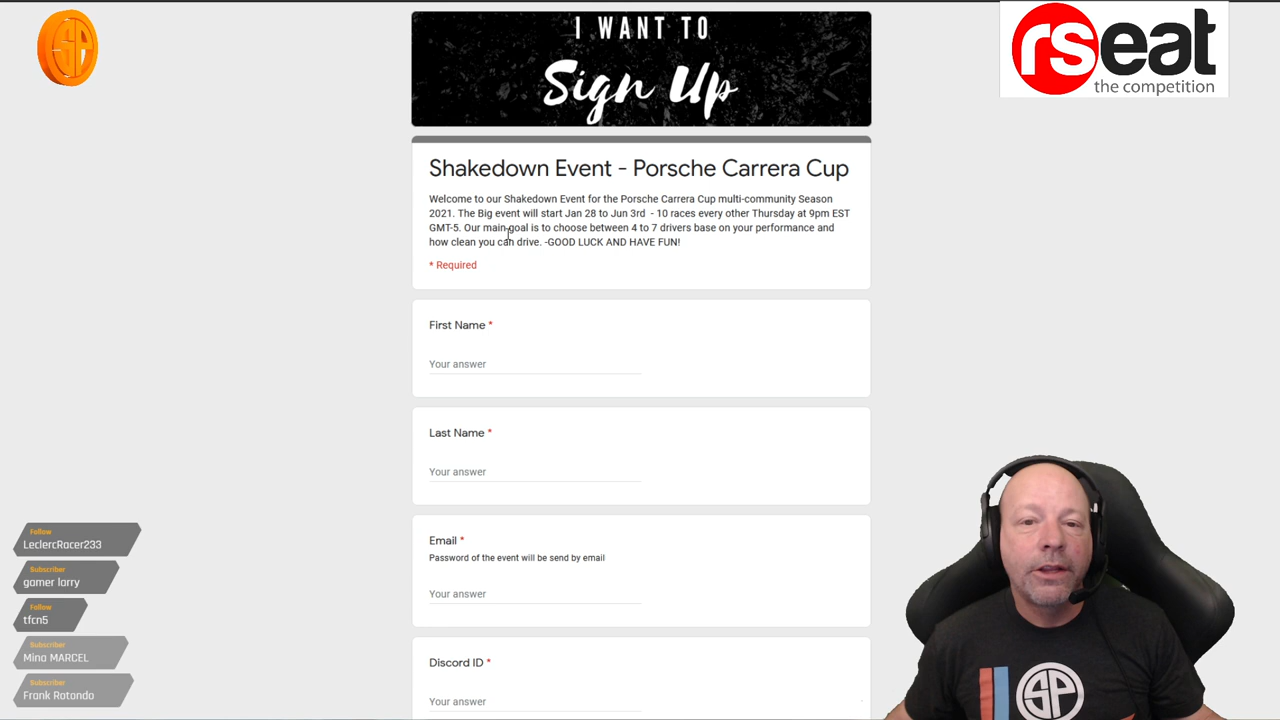 I WANT TO
Sign Up
SP
rseat
the competition
Shakedown Event - Porsche Carrera Cup
Welcome to our Shakedown Event for the Porsche Carrera Cup multi-community Season
2021. The Big event will start Jan 28 to Jun 3rd - 10 races every other Thursday at 9pm EST
GMT-5. Our main goal is to choose between 4 to 7 drivers base on your performance and
how clean you can drive. -GOOD LUCK AND HAVE FUN!
* Required
First Name *
Your answer
Last Name *
Your answer
Email *
Password of the event will be send by email
Your answer
Discord ID *
Your answer
Follow
LeclercRacer233
Subscriber
gamer larry
Follow
tfcn5
Subscriber
Mino MARCEL
Subscriber
Frank Rotondo
SP